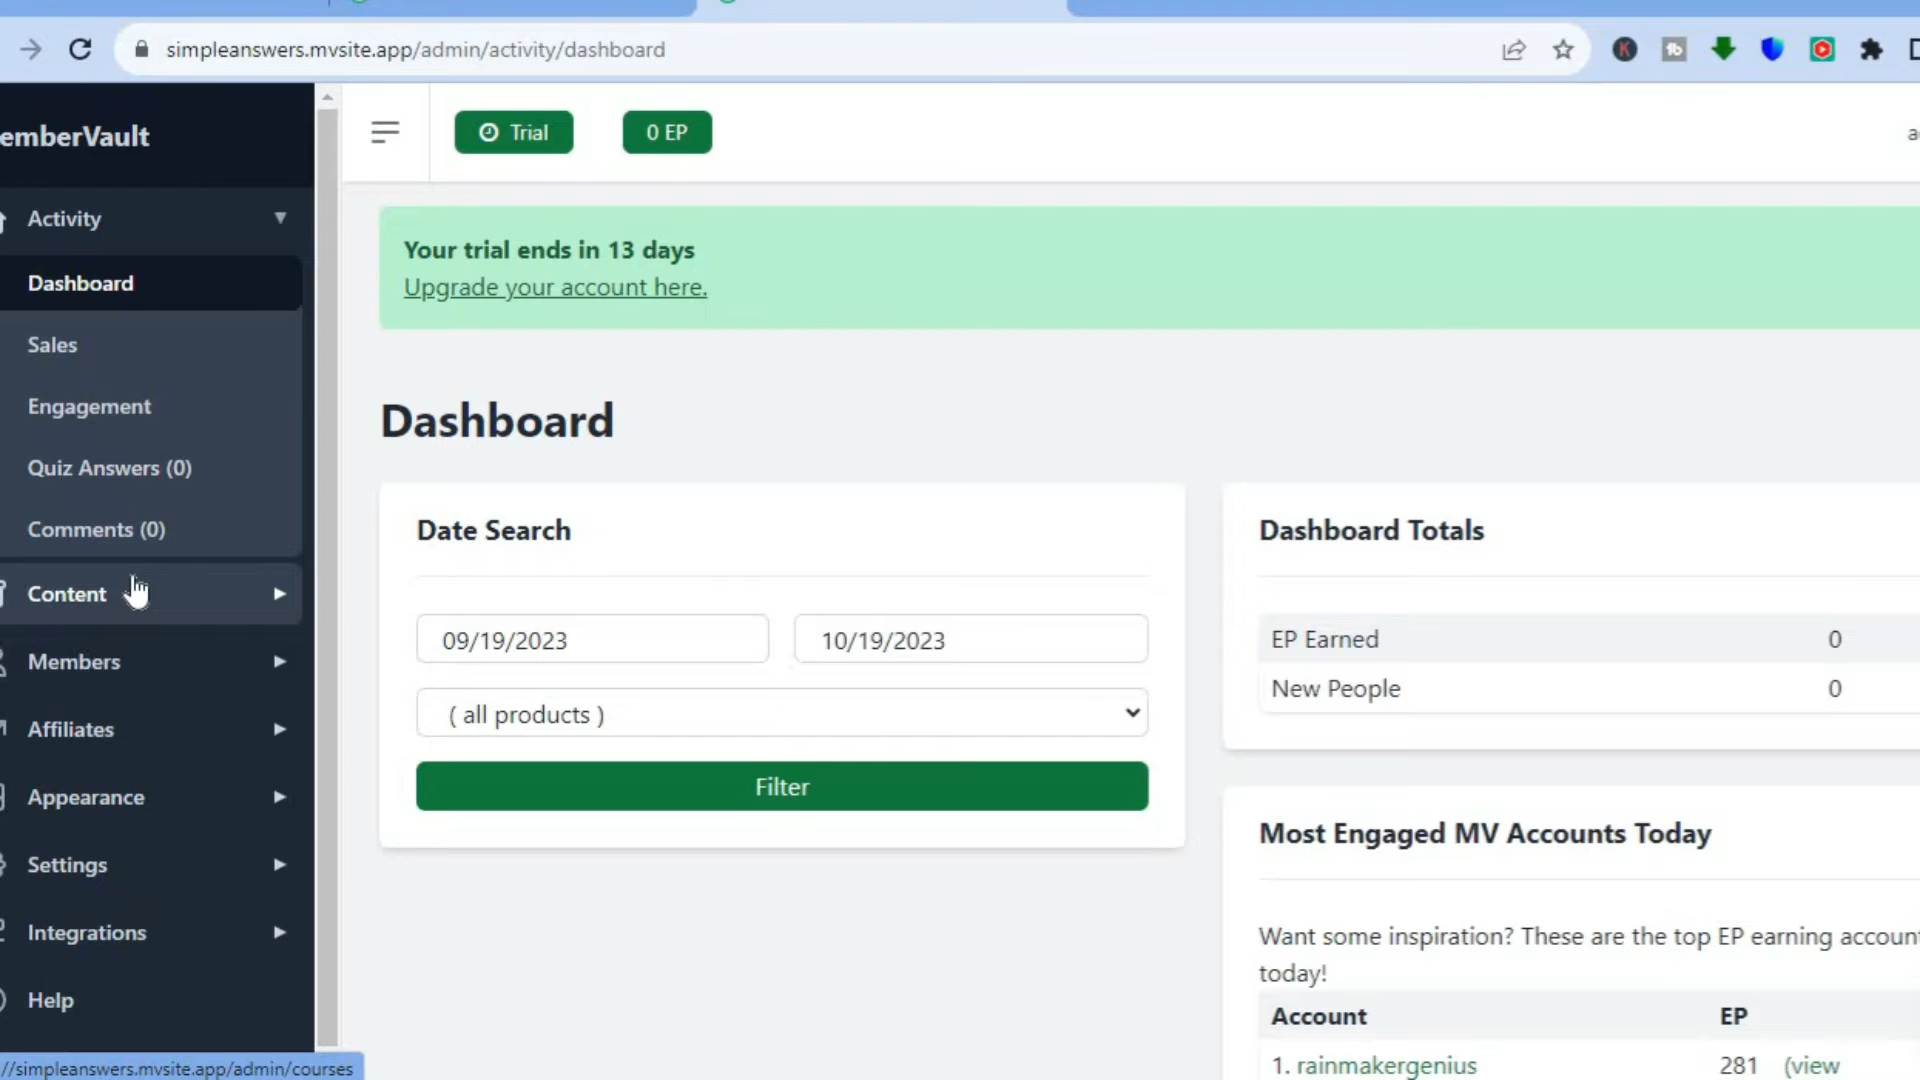 simpleanswers.mvsite.app/admin/activity/dashboard
emberVault
Trial
0 EP
Activity
Dashboard
Sales
Engagement
Quiz Answers (0)
Comments (0)
Content
Members
Affiliates
Appearance
Settings
Integrations
Help
Your trial ends in 13 days
Upgrade your account here.
Dashboard
Date Search
09/19/2023
10/19/2023
( all products )
Filter
Dashboard Totals
EP Earned 0
New People 0
Most Engaged MV Accounts Today
Want some inspiration? These are the top EP earning account
today!
Account EP
1. rainmakergenius 281 (view
//simpleanswers.mvsite.app/admin/courses